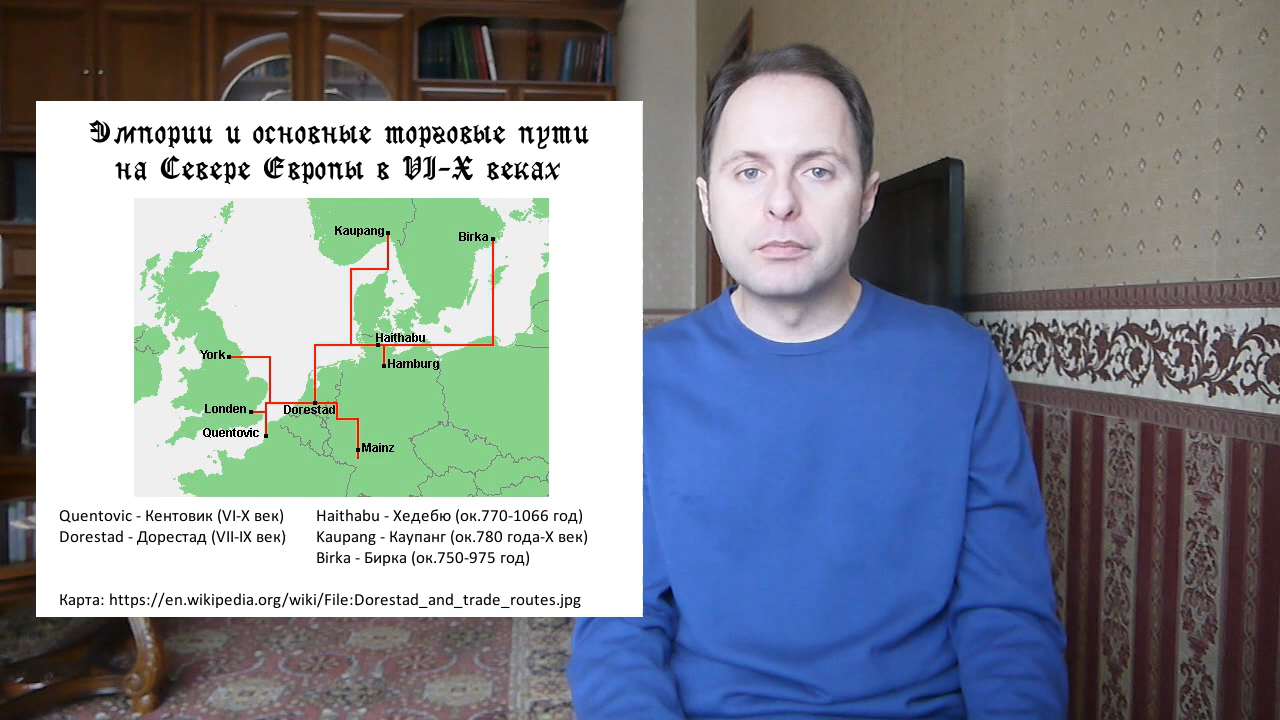 Эмпории и основные торговые пути
на Севере Европы в VI-X веках
Kaupang
Birka
Haithabu
York
Hamburg
Londen
Dorestad
Quentovic
Mainz
Quentovic - Кентовик (VI-X век)
Dorestad - Дорестад (VII-IX век)
Haithabu - Хедебю (ок.770-1066 год)
Kaupang - Каупанг (ок.780 года-X век)
Birka - Бирка (ок.750-975 год)
Карта: https://en.wikipedia.org/wiki/File:Dorestad_and_trade_routes.jpg